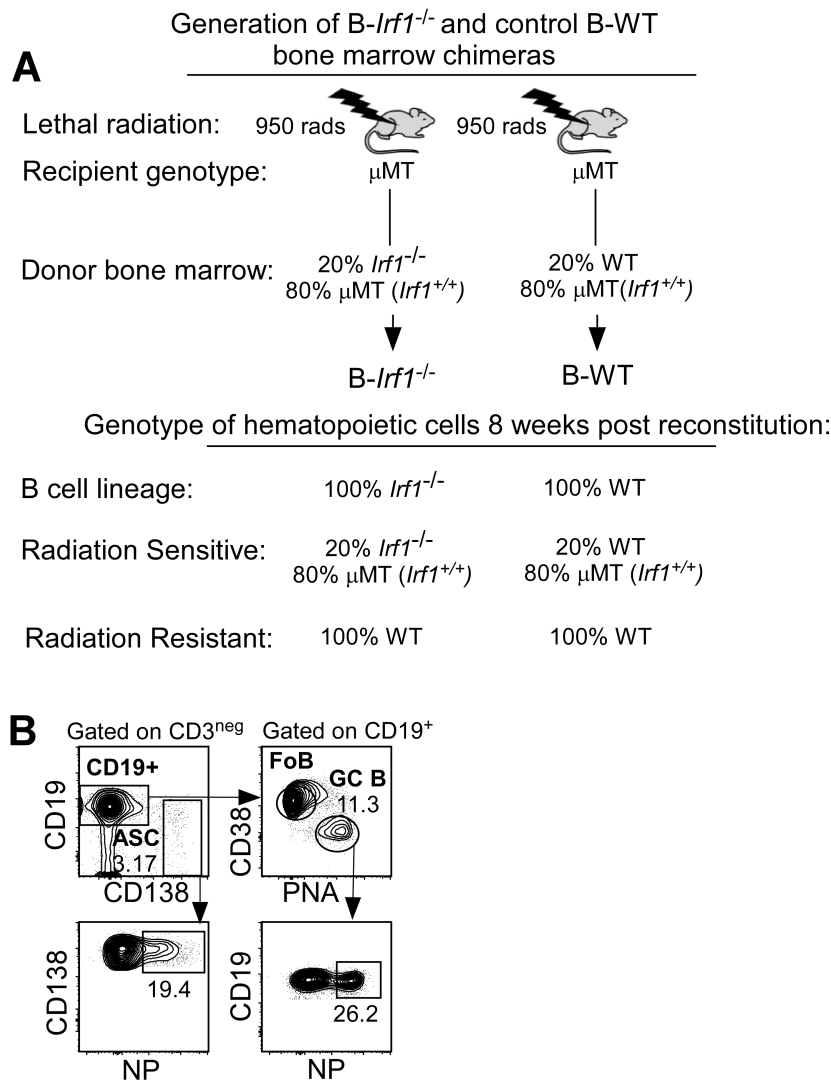 Generation of B-Irf1-/- and control B-WT
bone marrow chimeras
A
Lethal radiation: 950 rads 950 rads
Recipient genotype: μMT μMT
Donor bone marrow: 20% Irf1-/- 20% WT
80% μMT (Irf1+/+) 80% μMT(Irf1+/+)
B-Irf1-/- B-WT
Genotype of hematopoietic cells 8 weeks post reconstitution:
B cell lineage: 100% Irf1-/- 100% WT
Radiation Sensitive: 20% Irf1-/- 20% WT
80% μMT (Irf1+/+) 80% μMT (Irf1+/+)
Radiation Resistant: 100% WT 100% WT
B
Gated on CD3neg Gated on CD19+
CD19+
CD19
ASC
3.17
CD138
FoB
GC B
11.3
CD38
PNA
CD138
19.4
NP
CD19
26.2
NP